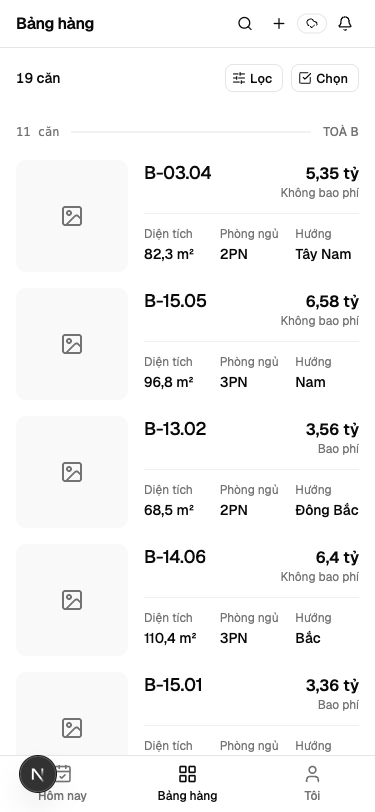 Bảng hàng
19 căn
Lọc
Chọn
11 căn
TOÀ B
B-03.04
5,35 tỷ
Không bao phí
Diện tích Phòng ngủ Hướng
82,3 m² 2PN Tây Nam
B-15.05
6,58 tỷ
Không bao phí
Diện tích Phòng ngủ Hướng
96,8 m² 3PN Nam
B-13.02
3,56 tỷ
Bao phí
Diện tích Phòng ngủ Hướng
68,5 m² 2PN Đông Bắc
B-14.06
6,4 tỷ
Không bao phí
Diện tích Phòng ngủ Hướng
110,4 m² 3PN Bắc
B-15.01
3,36 tỷ
Bao phí
Diện tích Phòng ngủ Hướng
N
Hôm nay Bảng hàng Tôi